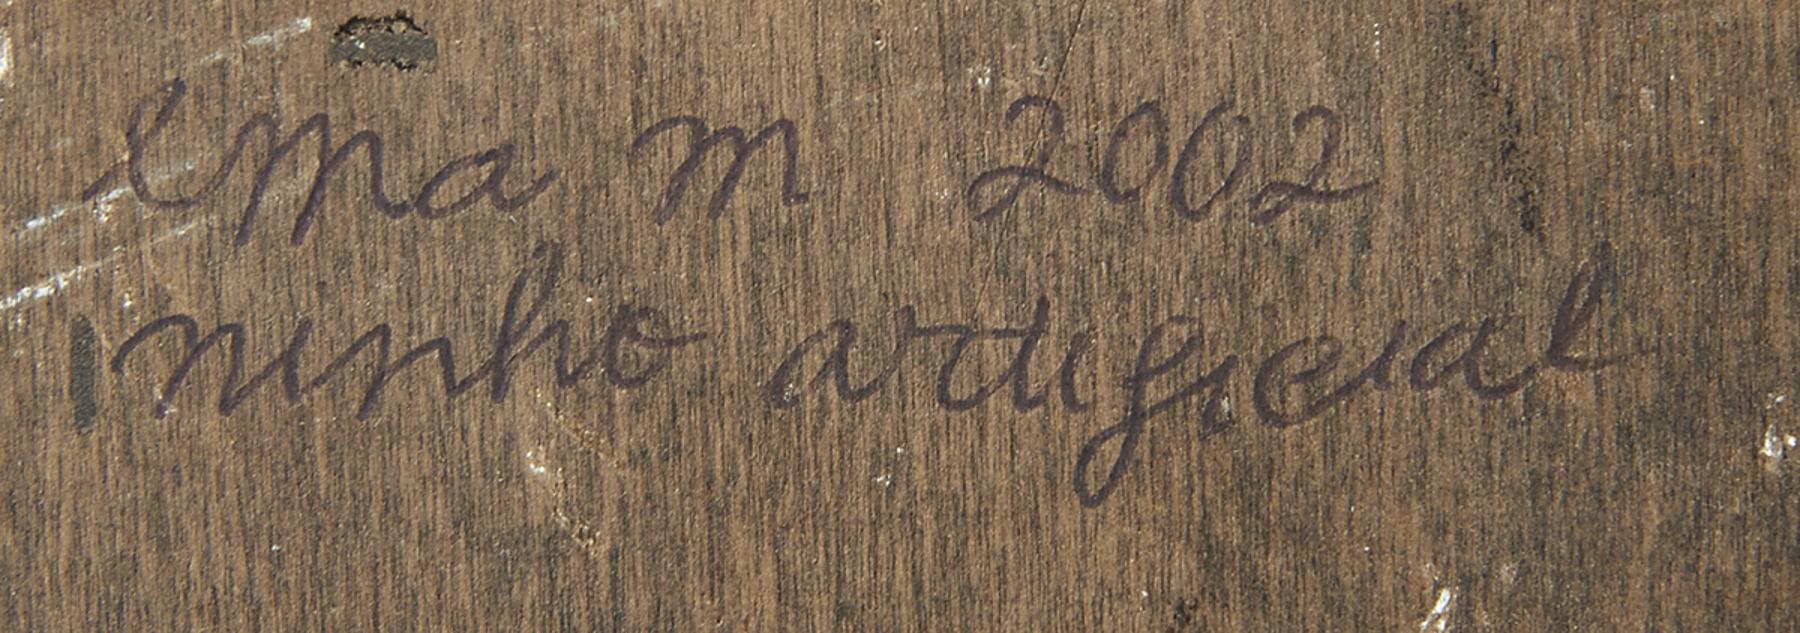 Ema m 2002
ninho artificial